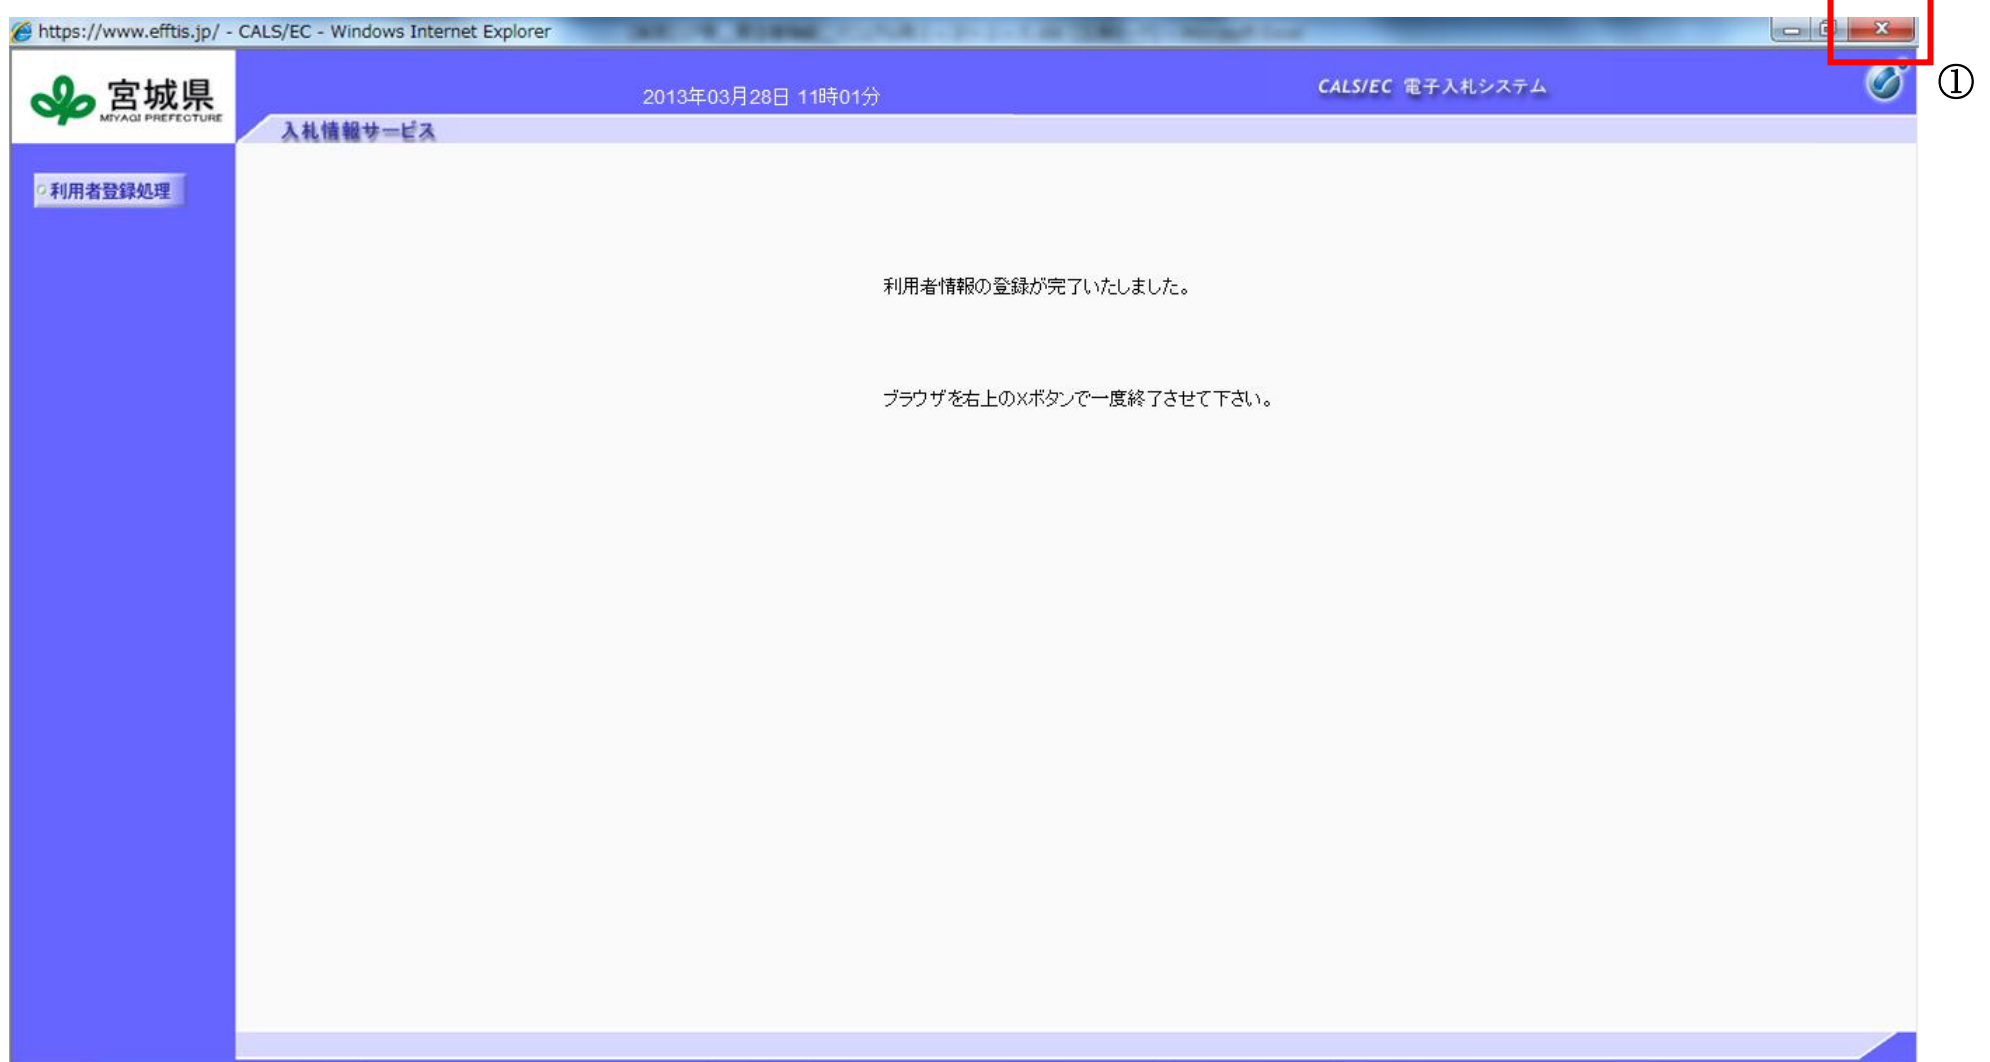 https://www.efftis.jp/ - CALS/EC - Windows Internet Explorer
①
宮城県
MIYAGI PREFECTURE
2013年03月28日 11時01分
CALS/EC 電子入札システム
入札情報サービス
利用者登録処理
利用者情報の登録が完了いたしました。
ブラウザを右上のXボタンで一度終了させて下さい。